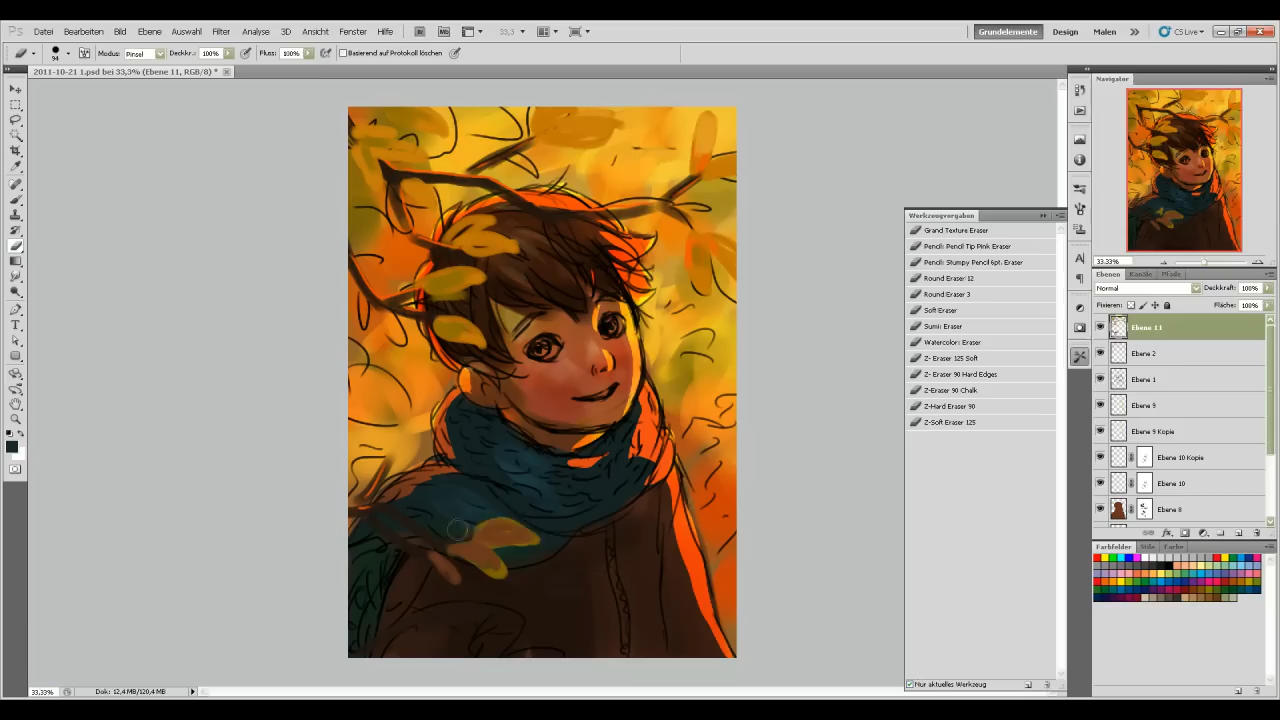 Ps Datei Bearbeiten Bild Ebene Auswahl Filter Analyse 3D Ansicht Fenster Hilfe Br Mb 33,3 Grundelemente Design Malen CS Live
94 Modus: Pinsel Deckkr.: 100% Fluss: 100% Basierend auf Protokoll löschen
2011-10-21 1.psd bei 33,3% (Ebene 11, RGB/8) *
Navigator
33.33%
Werkzeugvorgaben
Grand Texture Eraser
Pencil: Pencil Tip Pink Eraser
Pencil: Stumpy Pencil 6pt. Eraser
Round Eraser 12
Round Eraser 3
Soft Eraser
Sumi: Eraser
Watercolor: Eraser
Z- Eraser 125 Soft
Z- Eraser 90 Hard Edges
Z-Eraser 90 Chalk
Z-Hard Eraser 90
Z-Soft Eraser 125
Nur aktuelles Werkzeug
Ebenen Kanäle Pfade
Normal Deckkraft: 100%
Fixieren: Fläche: 100%
Ebene 11
Ebene 2
Ebene 1
Ebene 9
Ebene 9 Kopie
Ebene 10 Kopie
Ebene 10
Ebene 8
Farbfelder Stile Farbe
33,33% Dok: 12,4 MB/120,4 MB